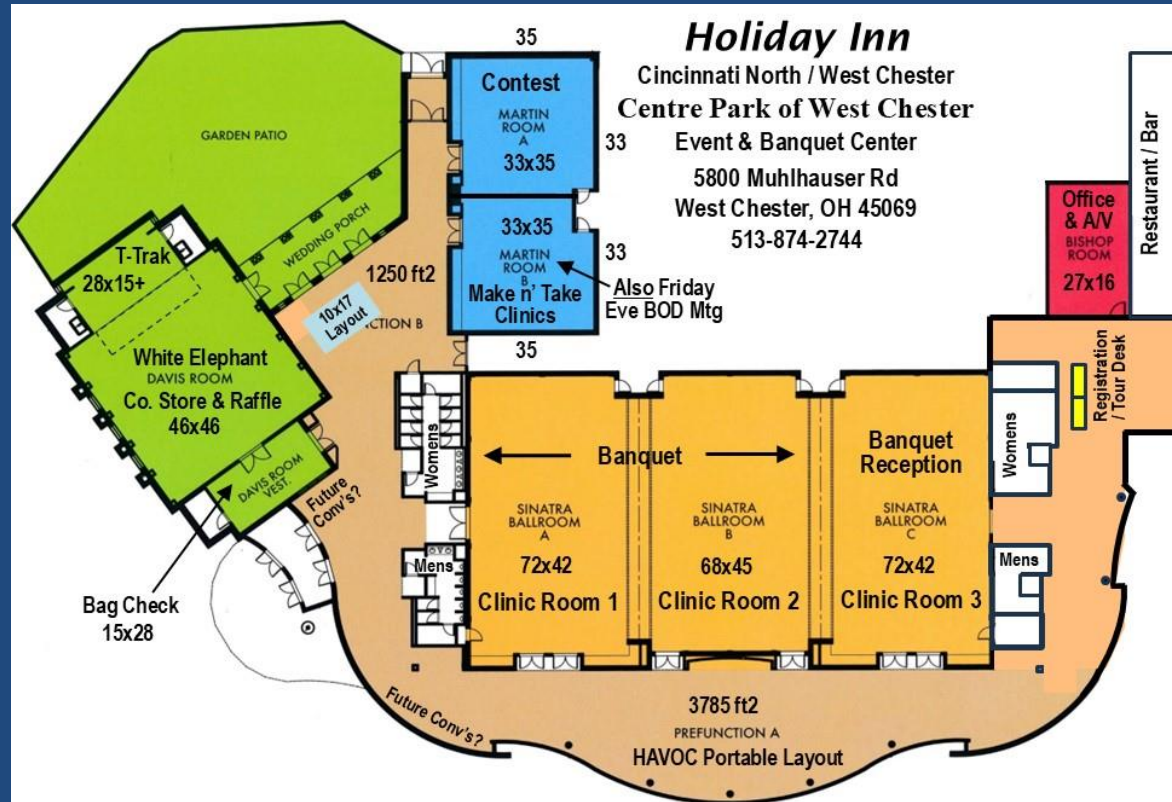 Holiday Inn
Cincinnati North / West Chester
Centre Park of West Chester
Event & Banquet Center
5800 Muhlhauser Rd
West Chester, OH 45069
513-874-2744
35
Contest
MARTIN
ROOM
A
33x35
33
33x35
MARTIN
ROOM
B
Make n' Take
Clinics
33
Also Friday
Eve BOD Mtg
35
GARDEN PATIO
WEDDING PORCH
T-Trak
28x15+
1250 ft2
10x17
Layout
NCTION B
White Elephant
DAVIS ROOM
Co. Store & Raffle
46x46
DAVIS ROOM
VEST.
Future
Conv's?
Bag Check
15x28
Womens
Mens
Banquet
Banquet
Reception
SINATRA
BALLROOM
A
72x42
Clinic Room 1
SINATRA
BALLROOM
B
68x45
Clinic Room 2
SINATRA
BALLROOM
C
72x42
Clinic Room 3
Womens
Mens
Restaurant / Bar
Office
& A/V
BISHOP
ROOM
27x16
Registration
/ Tour Desk
Future Conv's?
3785 ft2
PREFUNCTION A
HAVOC Portable Layout